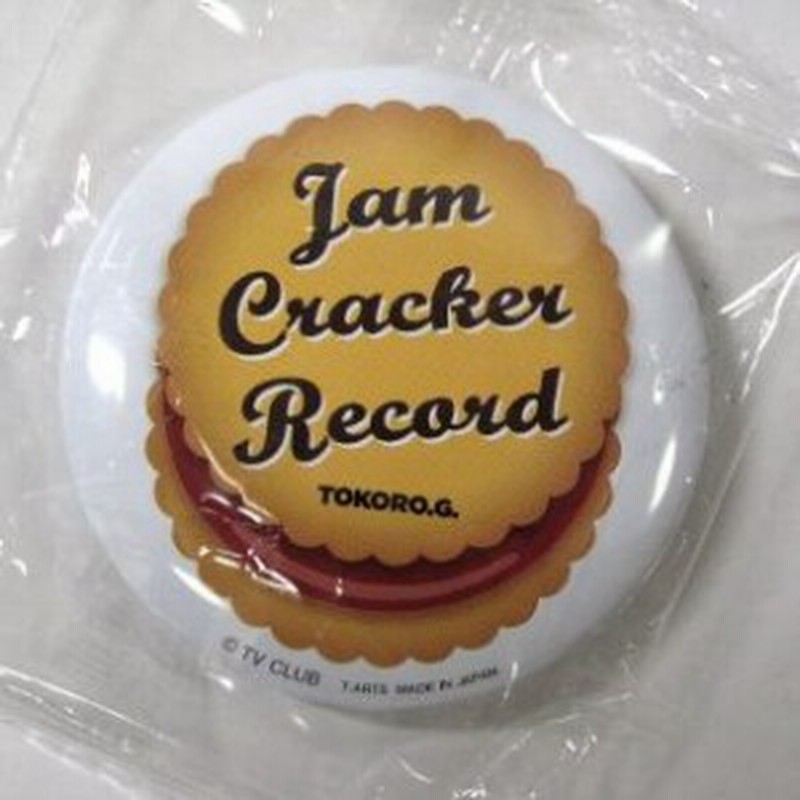 Jam
Cracker
Record
TOKORO.G.
© TV CLUB T.ARTS MADE IN JAPAN